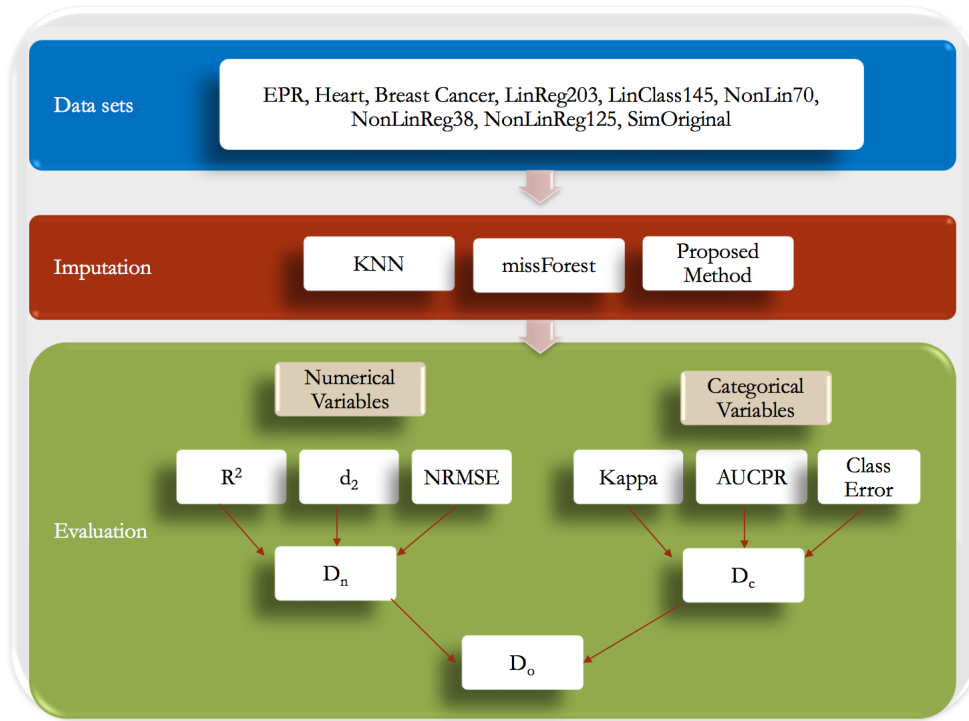 Data sets
EPR, Heart, Breast Cancer, LinReg203, LinClass145, NonLin70,
NonLinReg38, NonLinReg125, SimOriginal
Imputation
KNN
missForest
Proposed
Method
Evaluation
Numerical
Variables
Categorical
Variables
R²
d₂
NRMSE
Kappa
AUCPR
Class
Error
Dₙ
D_c
Dₒ